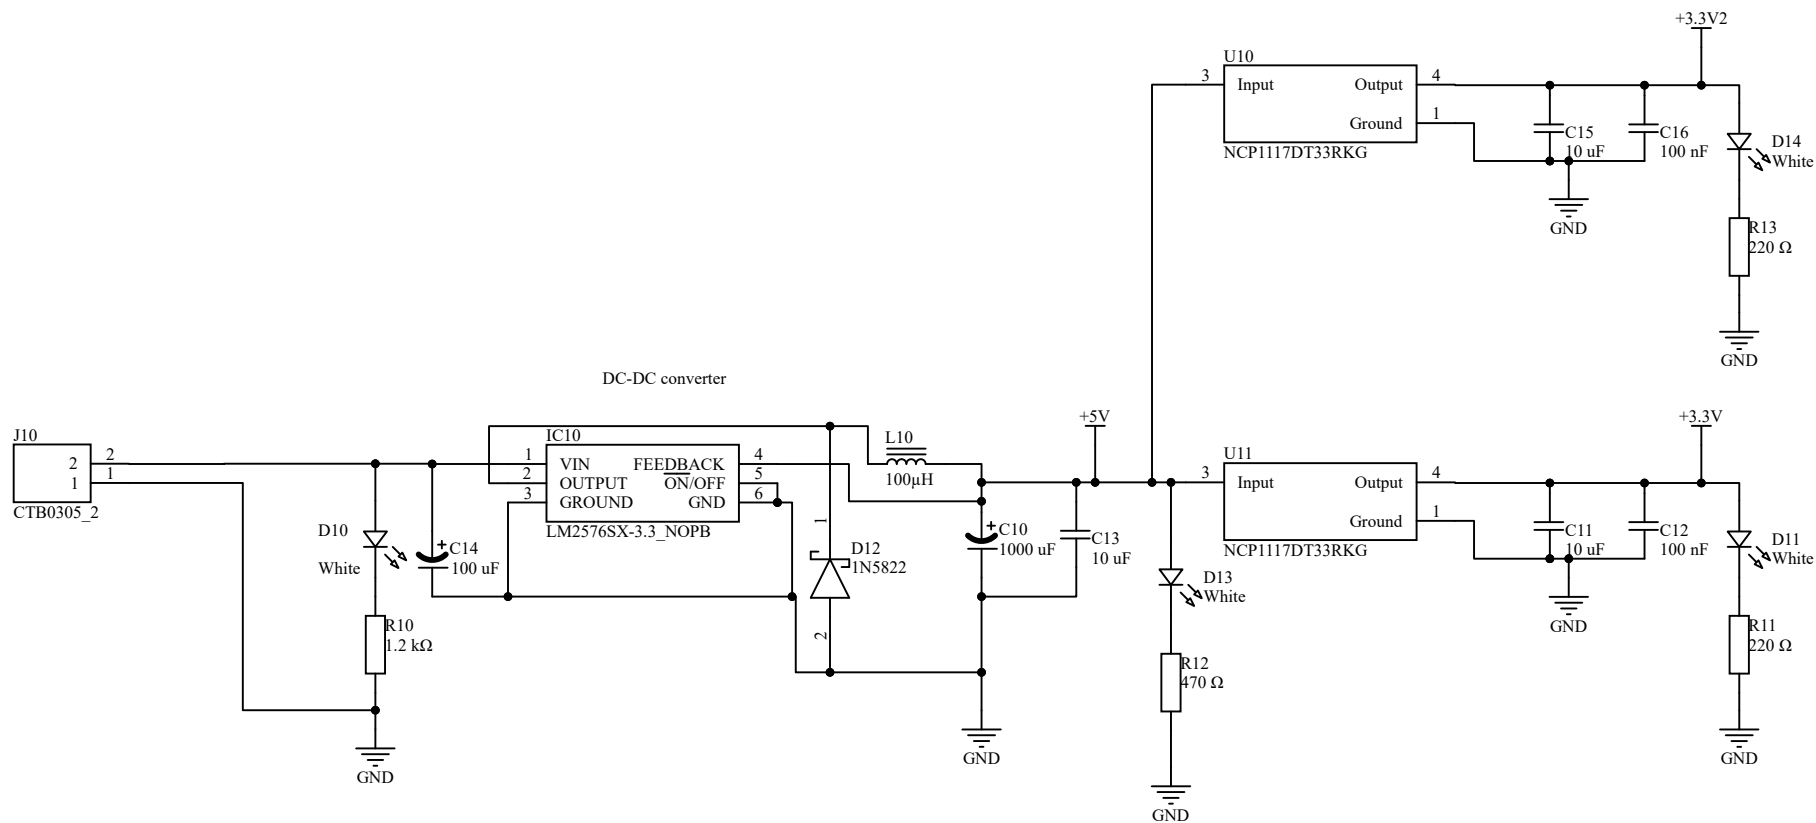 +3.3V2
U10
3
Input
Output
4
Ground
1
NCP1117DT33RKG
C15
10 uF
C16
100 nF
D14
White
GND
R13
220 Ω
GND
DC-DC converter
J10
2
2
1
1
CTB0305_2
D10
White
C14
+
100 uF
R10
1.2 kΩ
GND
IC10
1
VIN
FEEDBACK
4
2
OUTPUT
ON/OFF
5
3
GROUND
GND
6
LM2576SX-3.3_NOPB
1
D12
1N5822
2
L10
100µH
+
C10
1000 uF
C13
10 uF
GND
+5V
D13
White
R12
470 Ω
GND
+3.3V
U11
3
Input
Output
4
Ground
1
NCP1117DT33RKG
C11
10 uF
C12
100 nF
D11
White
GND
R11
220 Ω
GND